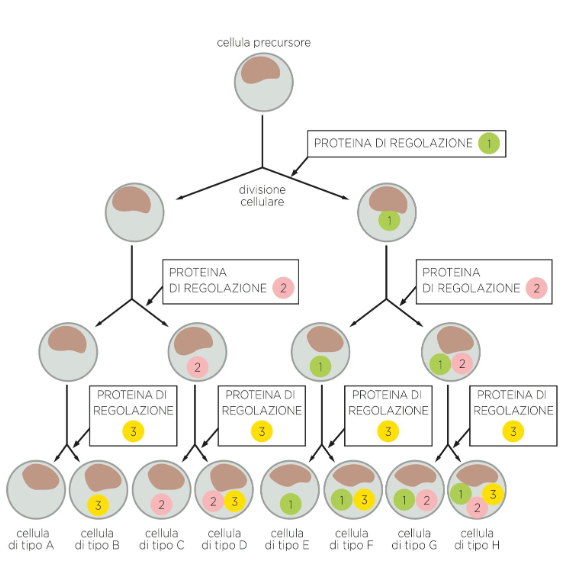 cellula precursore
PROTEINA DI REGOLAZIONE 1
divisione
cellulare
1
PROTEINA
DI REGOLAZIONE 2
PROTEINA
DI REGOLAZIONE 2
2
1
1 2
PROTEINA DI
REGOLAZIONE
3
PROTEINA DI
REGOLAZIONE
3
PROTEINA DI
REGOLAZIONE
3
PROTEINA DI
REGOLAZIONE
3
3
2
2 3
1
1 3
1 2
1 2 3
cellula
di tipo A
cellula
di tipo B
cellula
di tipo C
cellula
di tipo D
cellula
di tipo E
cellula
di tipo F
cellula
di tipo G
cellula
di tipo H